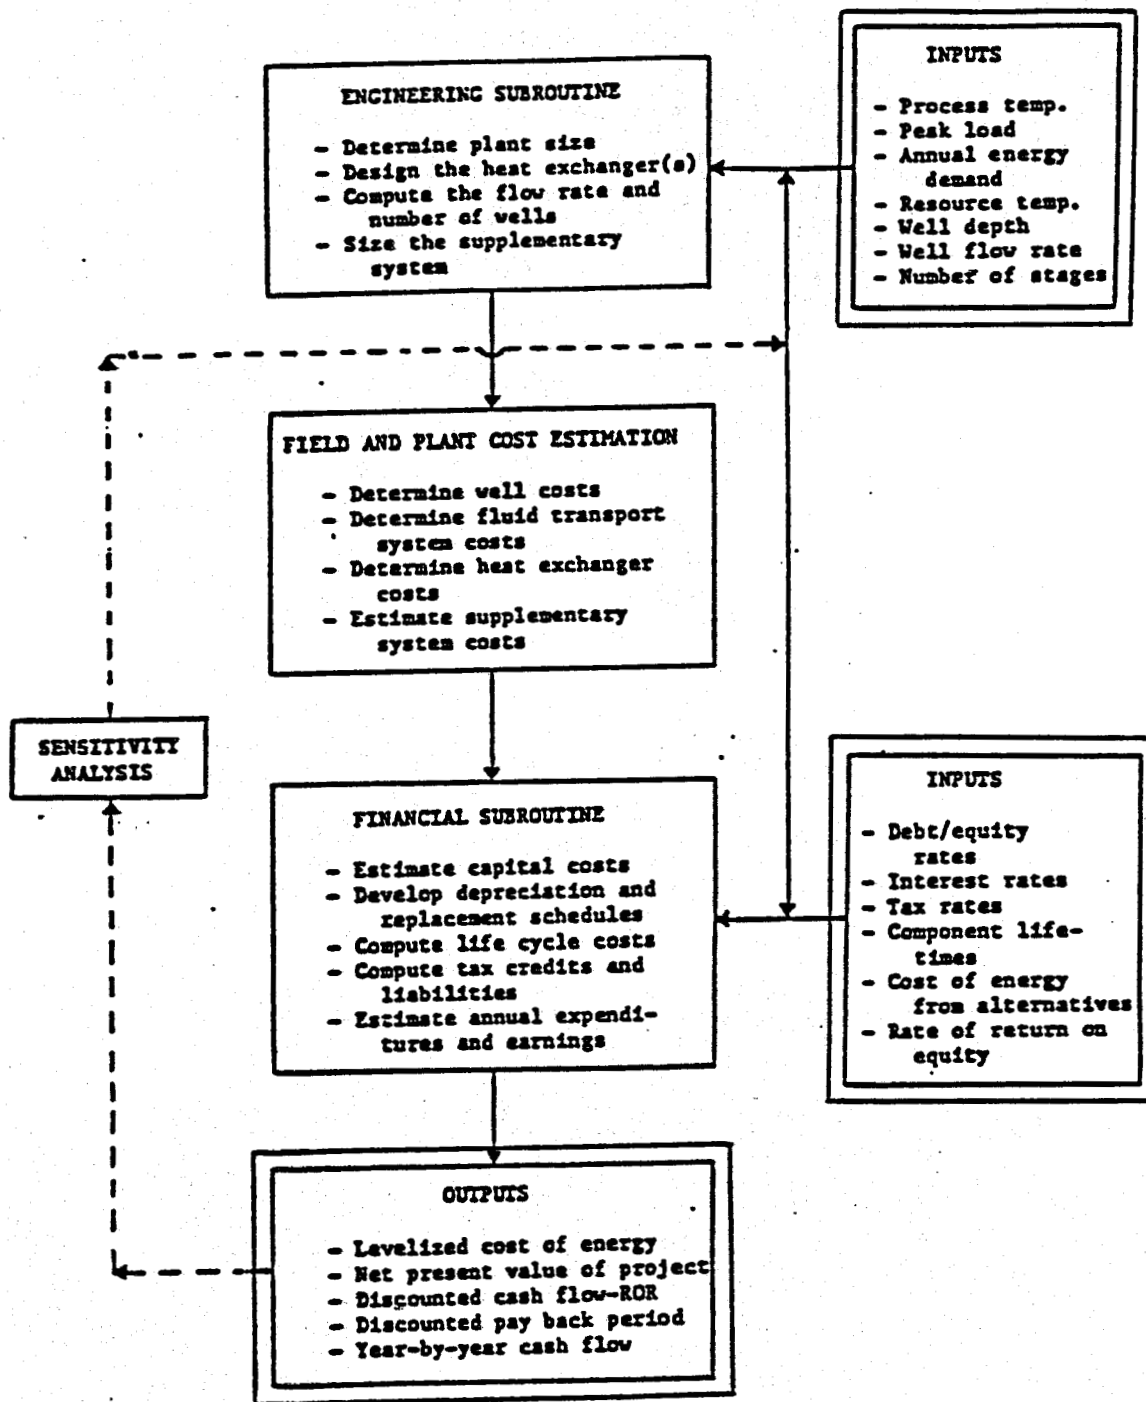 ENGINEERING SUBROUTINE
- Determine plant size
- Design the heat exchanger(s)
- Compute the flow rate and
number of wells
- Size the supplementary
system
INPUTS
- Process temp.
- Peak load
- Annual energy
demand
- Resource temp.
- Well depth
- Well flow rate
- Number of stages
FIELD AND PLANT COST ESTIMATION
- Determine well costs
- Determine fluid transport
system costs
- Determine heat exchanger
costs
- Estimate supplementary
system costs
SENSITIVITY
ANALYSIS
FINANCIAL SUBROUTINE
- Estimate capital costs
- Develop depreciation and
replacement schedules
- Compute life cycle costs
- Compute tax credits and
liabilities
- Estimate annual expendi-
tures and earnings
INPUTS
- Debt/equity
rates
- Interest rates
- Tax rates
- Component life-
times
- Cost of energy
from alternatives
- Rate of return on
equity
OUTPUTS
- Levelized cost of energy
- Net present value of project
- Discounted cash flow-ROR
- Discounted pay back period
- Year-by-year cash flow